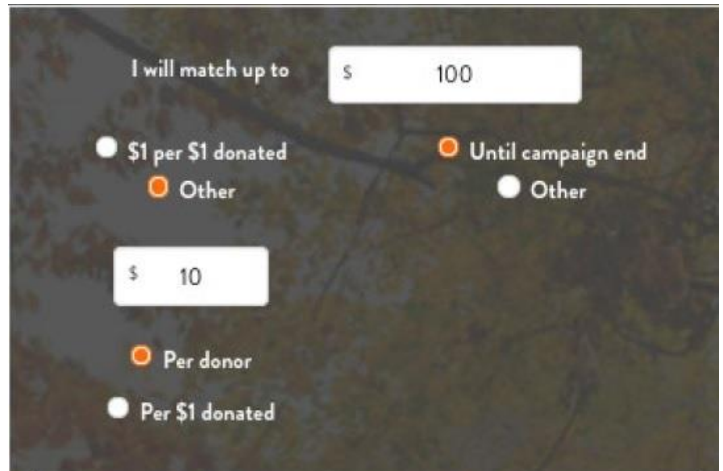 I will match up to $ 100
$1 per $1 donated
Other
Until campaign end
Other
$ 10
Per donor
Per $1 donated